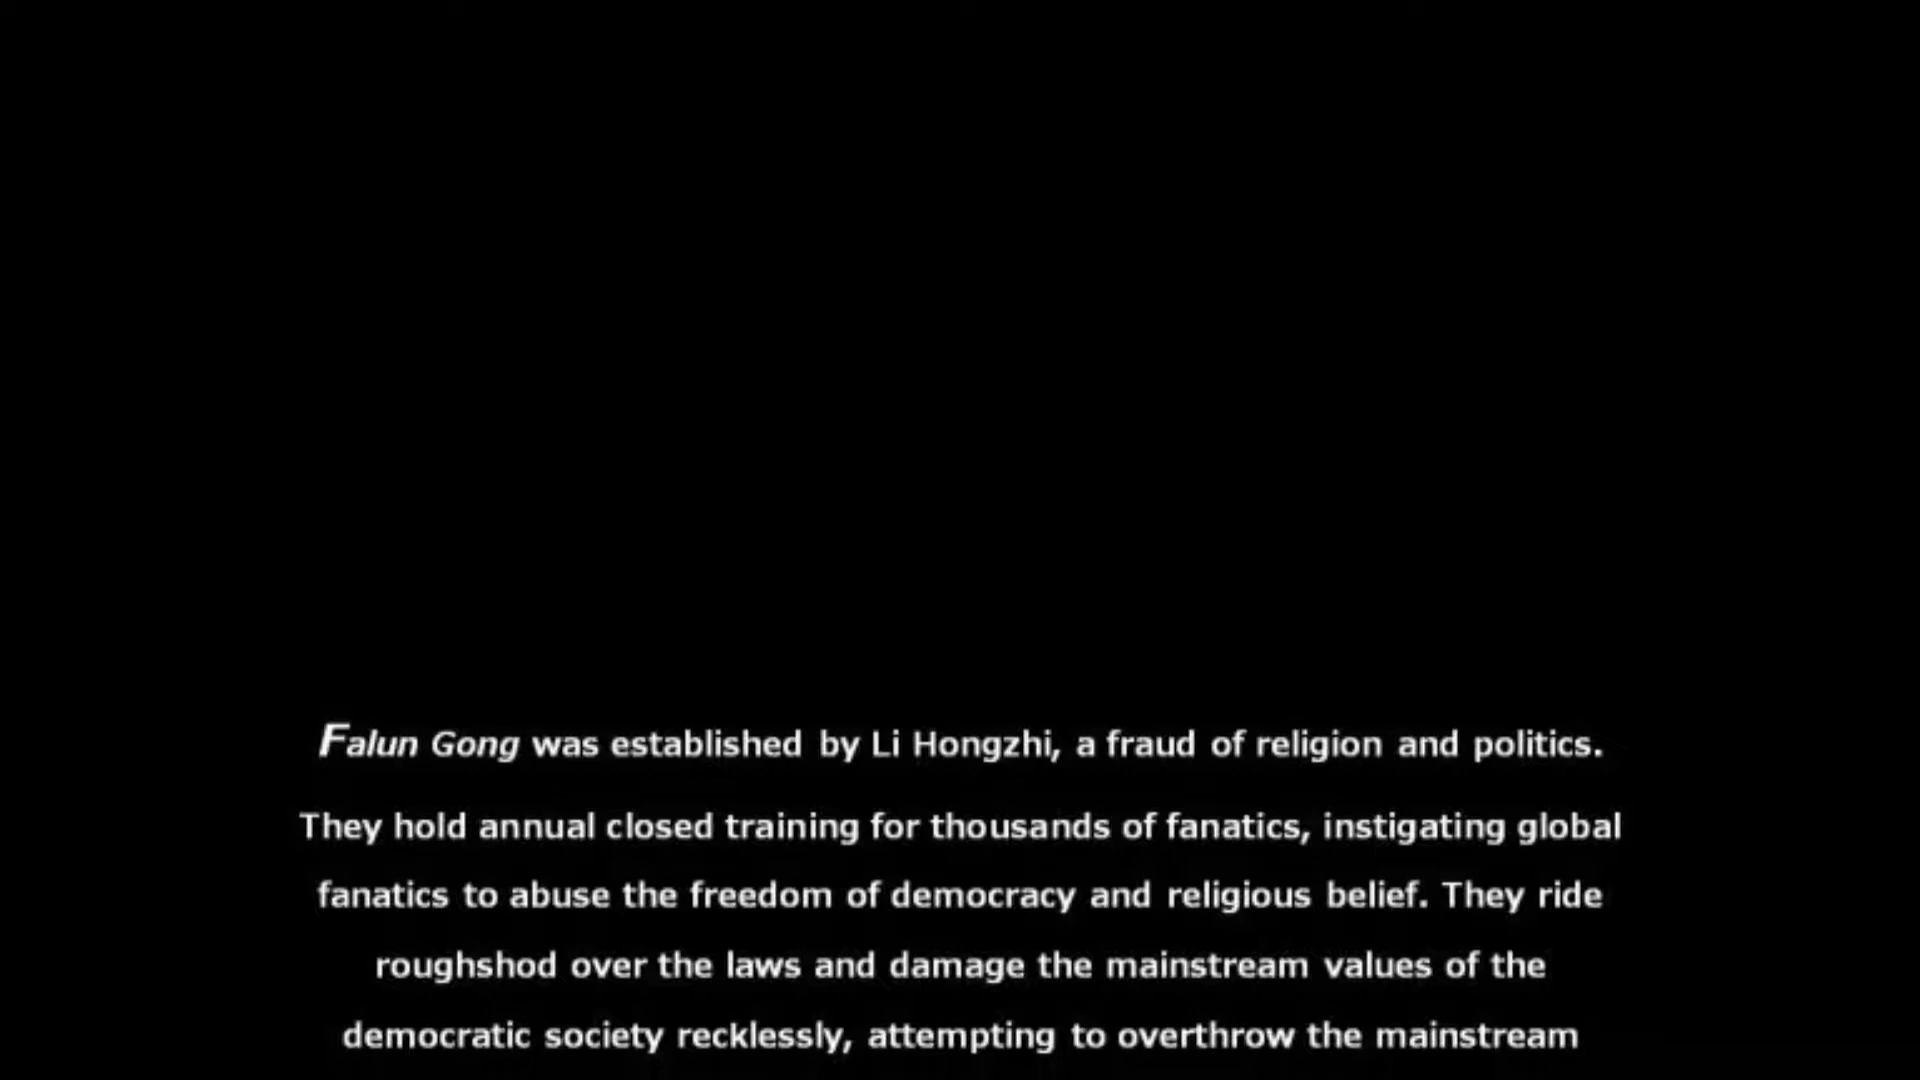 Falun Gong was established by Li Hongzhi, a fraud of religion and politics.
They hold annual closed training for thousands of fanatics, instigating global
fanatics to abuse the freedom of democracy and religious belief. They ride
roughshod over the laws and damage the mainstream values of the
democratic society recklessly, attempting to overthrow the mainstream